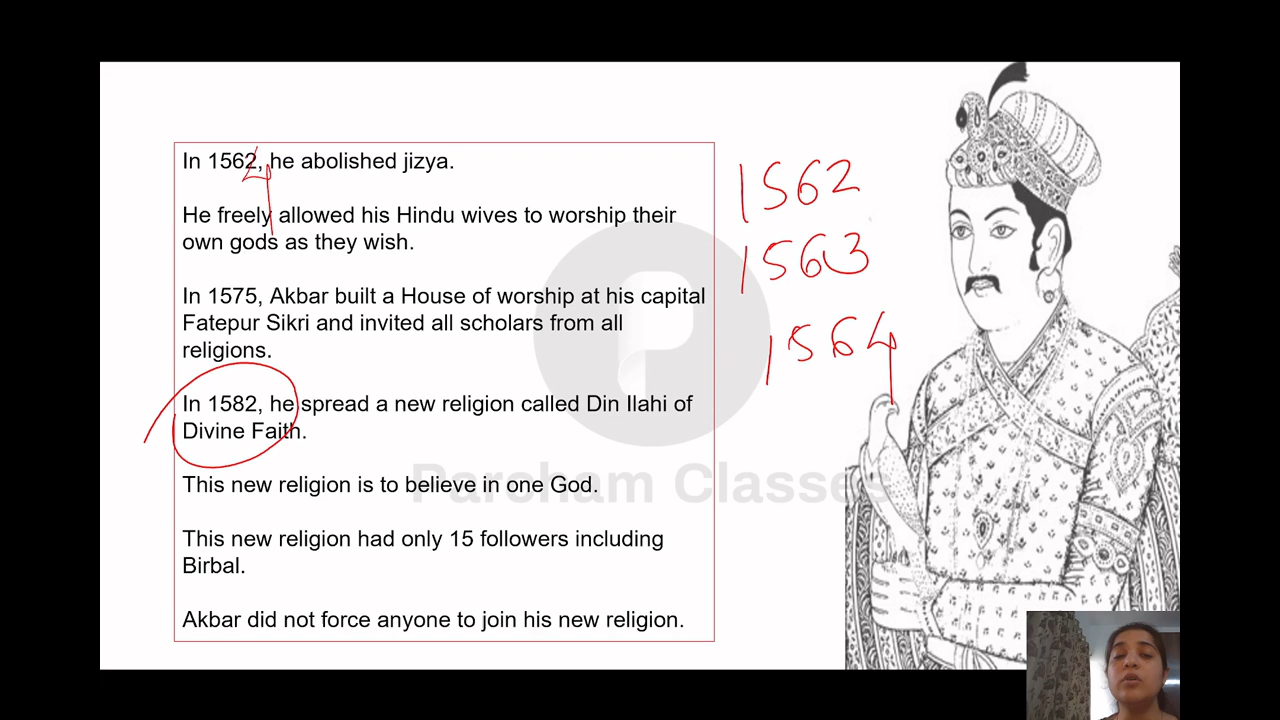 In 1562, he abolished jizya.
4
He freely allowed his Hindu wives to worship their
own gods as they wish.
In 1575, Akbar built a House of worship at his capital
Fatepur Sikri and invited all scholars from all
religions.
In 1582, he spread a new religion called Din Ilahi of
Divine Faith.
This new religion is to believe in one God.
This new religion had only 15 followers including
Birbal.
Akbar did not force anyone to join his new religion.
1562
1563
1564
Parcham Classes